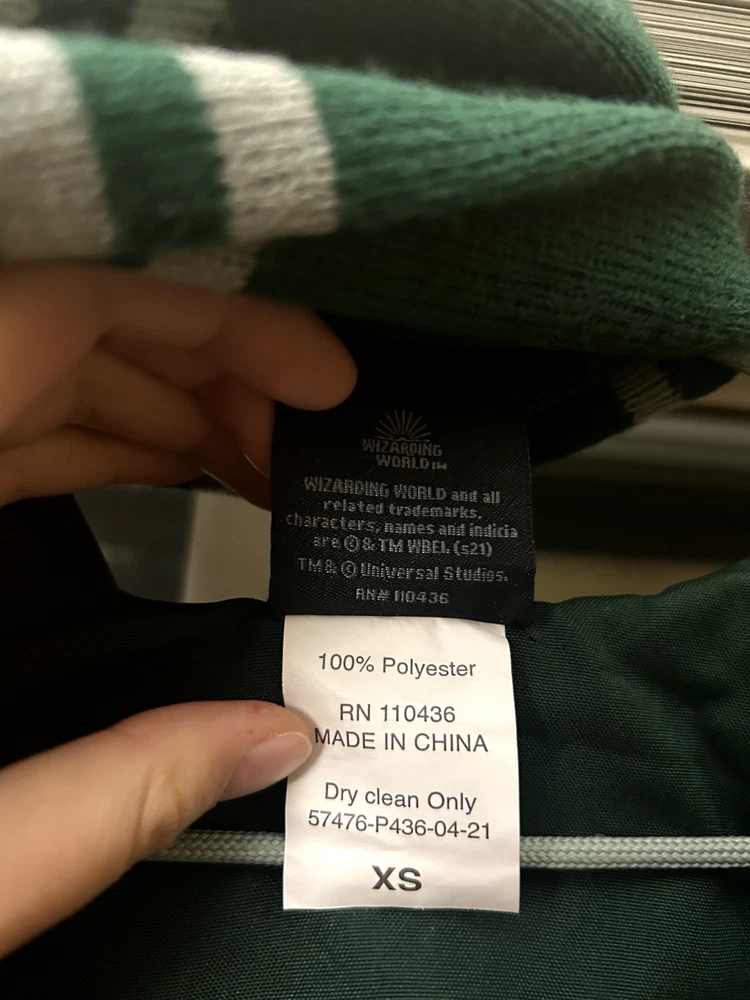 WIZARDING
WORLD™
WIZARDING WORLD and all
related trademarks,
characters, names and indicia
are © & TM WBEI. (s21)
TM & © Universal Studios.
RN# 110436
100% Polyester
RN 110436
MADE IN CHINA
Dry clean Only
57476-P436-04-21
XS